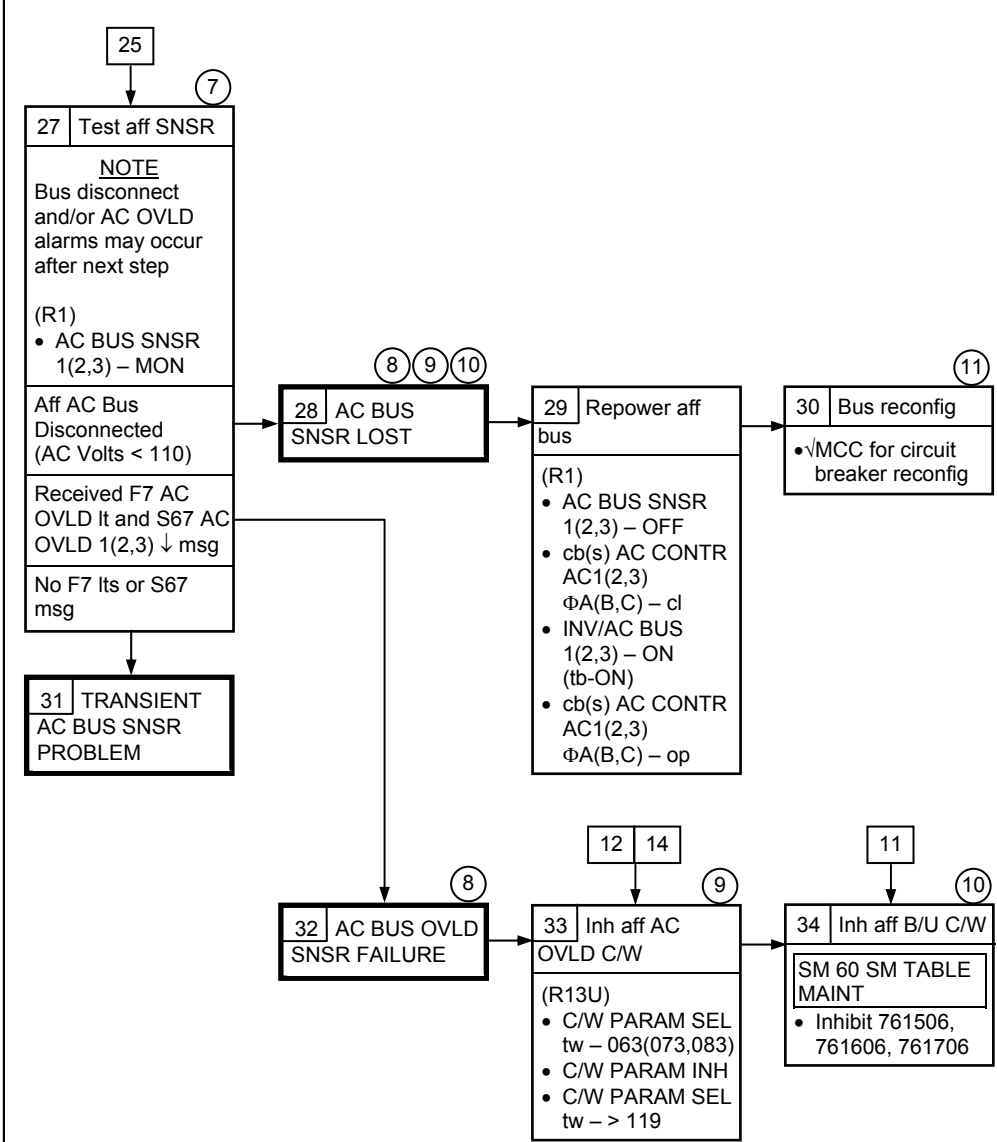 25
7
27 Test aff SNSR
NOTE
Bus disconnect
and/or AC OVLD
alarms may occur
after next step
(R1)
• AC BUS SNSR
1(2,3) – MON
Aff AC Bus
Disconnected
(AC Volts < 110)
Received F7 AC
OVLD lt and S67 AC
OVLD 1(2,3) ↓ msg
No F7 lts or S67
msg
31 TRANSIENT
AC BUS SNSR
PROBLEM
8 9 10
28 AC BUS
SNSR LOST
29 Repower aff
bus
(R1)
• AC BUS SNSR
1(2,3) – OFF
• cb(s) AC CONTR
AC1(2,3)
ΦA(B,C) – cl
• INV/AC BUS
1(2,3) – ON
(tb-ON)
• cb(s) AC CONTR
AC1(2,3)
ΦA(B,C) – op
11
30 Bus reconfig
•√MCC for circuit
breaker reconfig
8
32 AC BUS OVLD
SNSR FAILURE
12 14
9
33 Inh aff AC
OVLD C/W
(R13U)
• C/W PARAM SEL
tw – 063(073,083)
• C/W PARAM INH
• C/W PARAM SEL
tw – > 119
11
10
34 Inh aff B/U C/W
SM 60 SM TABLE
MAINT
• Inhibit 761506,
761606, 761706